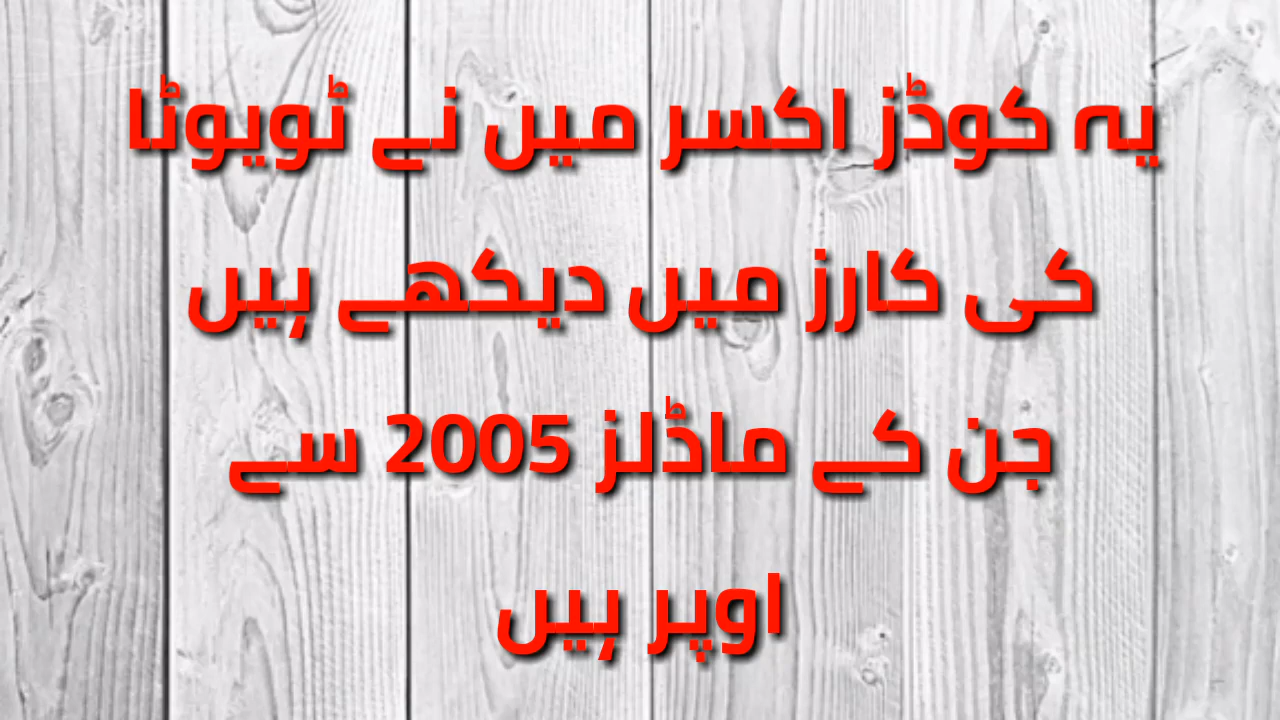 یہ کوڈز اکسر میں نے ٹویوٹا
کی کارز میں دیکھے ہیں
جن کے ماڈلز 2005 سے
اوپر ہیں